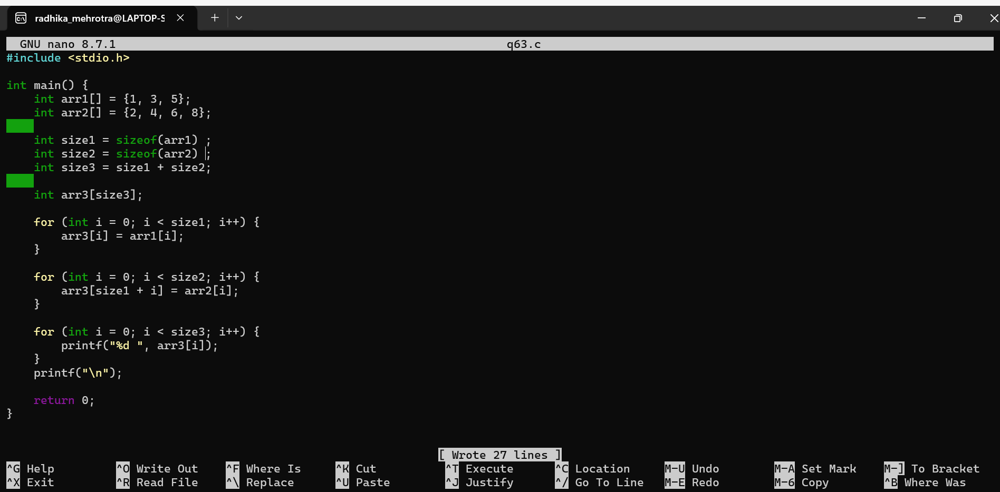 radhika_mehrotra@LAPTOP-S
GNU nano 8.7.1 q63.c
#include <stdio.h>

int main() {
    int arr1[] = {1, 3, 5};
    int arr2[] = {2, 4, 6, 8};

    int size1 = sizeof(arr1) ;
    int size2 = sizeof(arr2) ;
    int size3 = size1 + size2;

    int arr3[size3];

    for (int i = 0; i < size1; i++) {
        arr3[i] = arr1[i];
    }

    for (int i = 0; i < size2; i++) {
        arr3[size1 + i] = arr2[i];
    }

    for (int i = 0; i < size3; i++) {
        printf("%d ", arr3[i]);
    }
    printf("\n");

    return 0;
}
[ Wrote 27 lines ]
^G Help ^O Write Out ^F Where Is ^K Cut ^T Execute ^C Location M-U Undo M-A Set Mark M-] To Bracket
^X Exit ^R Read File ^\ Replace ^U Paste ^J Justify ^/ Go To Line M-E Redo M-6 Copy ^B Where Was